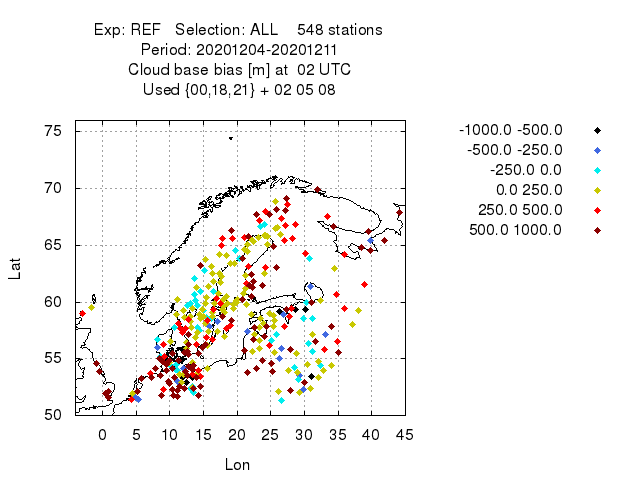 Exp: REF Selection: ALL 548 stations
Period: 20201204-20201211
Cloud base bias [m] at 02 UTC
Used {00,18,21} + 02 05 08
-1000.0 -500.0
-500.0 -250.0
-250.0 0.0
0.0 250.0
250.0 500.0
500.0 1000.0
75
70
65
60
55
50
Lat
0 5 10 15 20 25 30 35 40 45
Lon